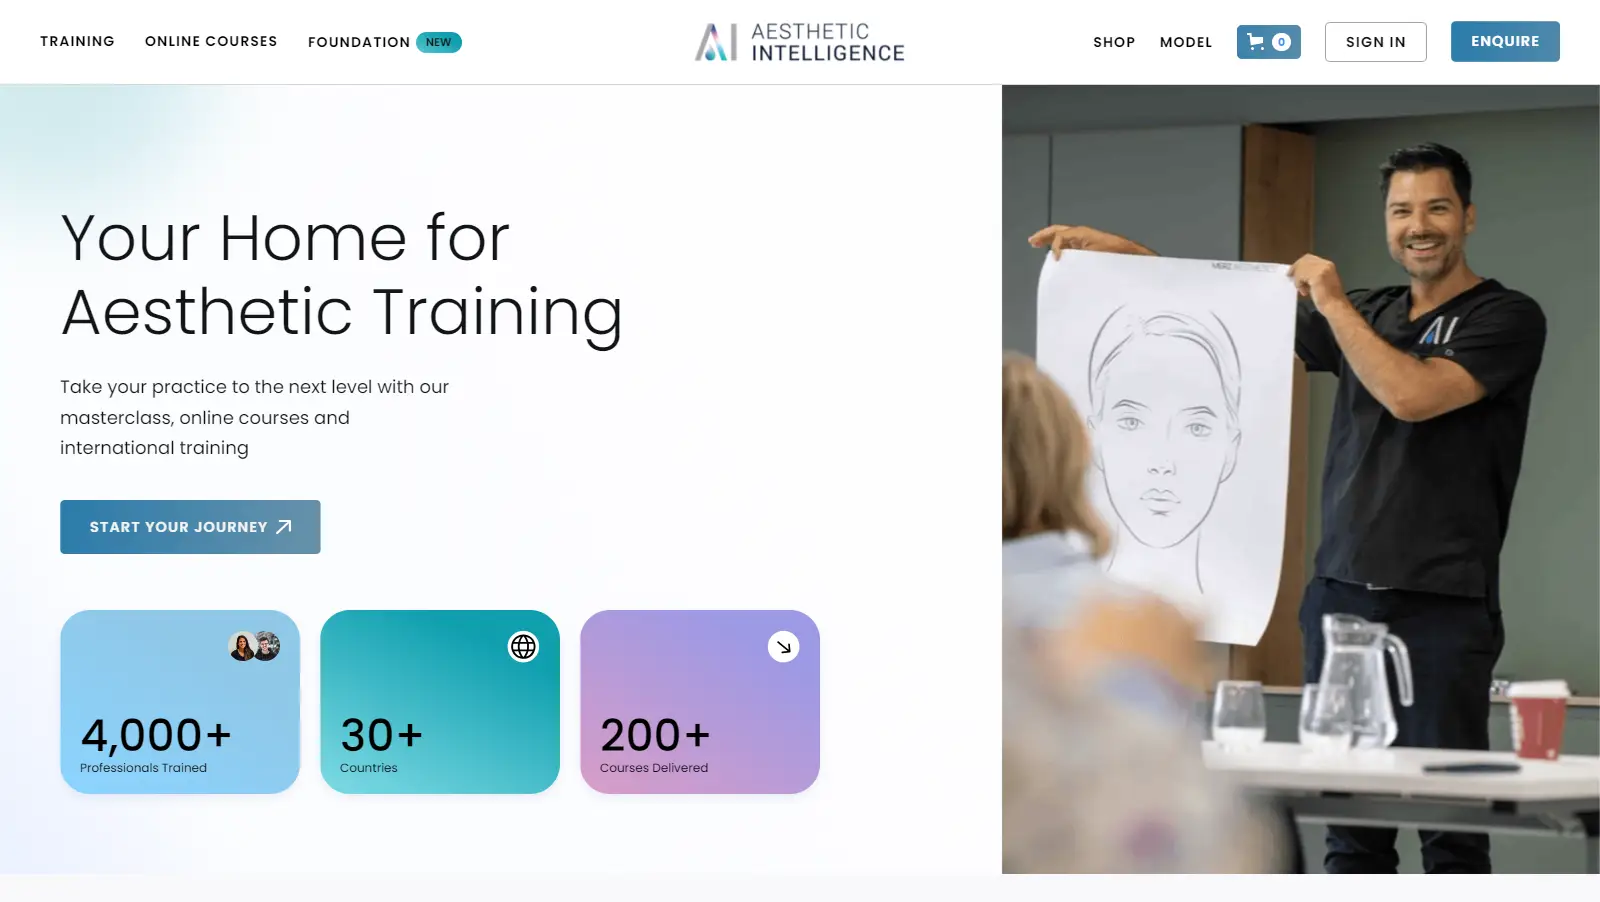 TRAINING
ONLINE COURSES
FOUNDATION NEW
AESTHETIC
INTELLIGENCE
SHOP
MODEL
0
SIGN IN
ENQUIRE
Your Home for
Aesthetic Training
Take your practice to the next level with our
masterclass, online courses and
international training
START YOUR JOURNEY
4,000+
Professionals Trained
30+
Countries
200+
Courses Delivered
AI